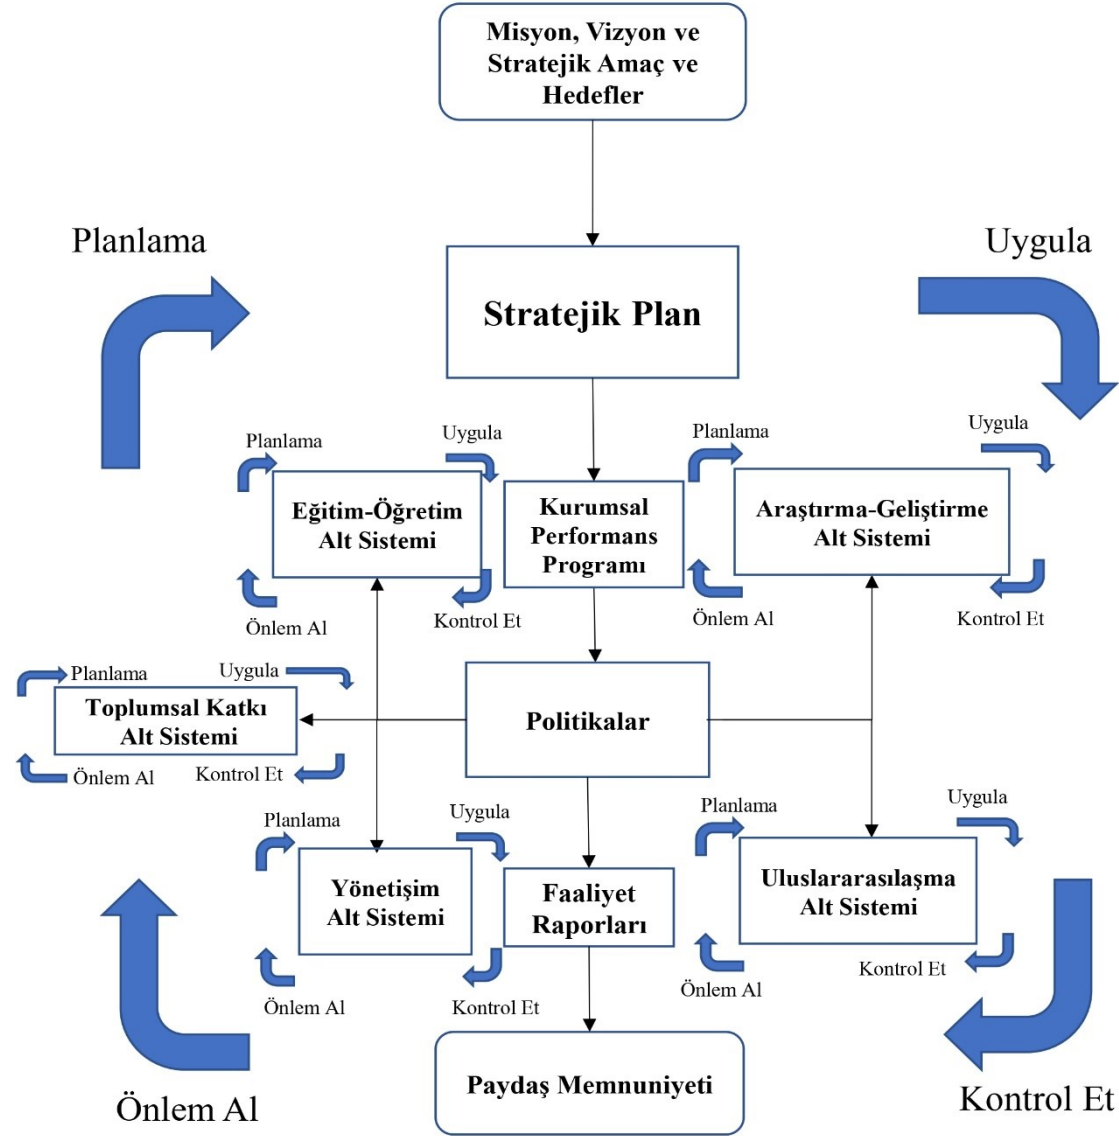 Misyon, Vizyon ve
Stratejik Amaç ve
Hedefler
Planlama
Uygula
Stratejik Plan
Planlama
Uygula
Eğitim-Öğretim
Alt Sistemi
Önlem Al
Kontrol Et
Kurumsal
Performans
Programı
Planlama
Uygula
Araştırma-Geliştirme
Alt Sistemi
Önlem Al
Kontrol Et
Planlama
Uygula
Toplumsal Katkı
Alt Sistemi
Önlem Al
Kontrol Et
Politikalar
Planlama
Uygula
Yönetişim
Alt Sistemi
Önlem Al
Kontrol Et
Faaliyet
Raporları
Planlama
Uygula
Uluslararasılaşma
Alt Sistemi
Önlem Al
Kontrol Et
Paydaş Memnuniyeti
Önlem Al
Kontrol Et